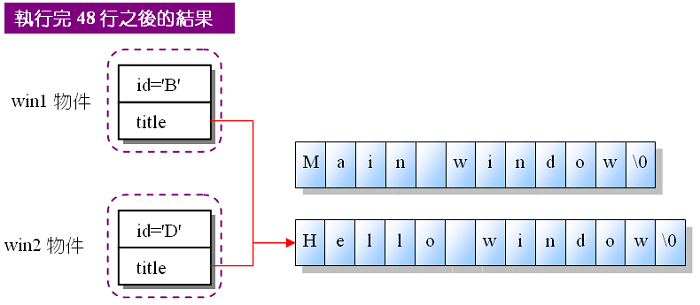 執行完 48 行之後的結果
win1 物件
id='B'
title
M a i n   w i n d o w \0
win2 物件
id='D'
title
H e l l o   w i n d o w \0